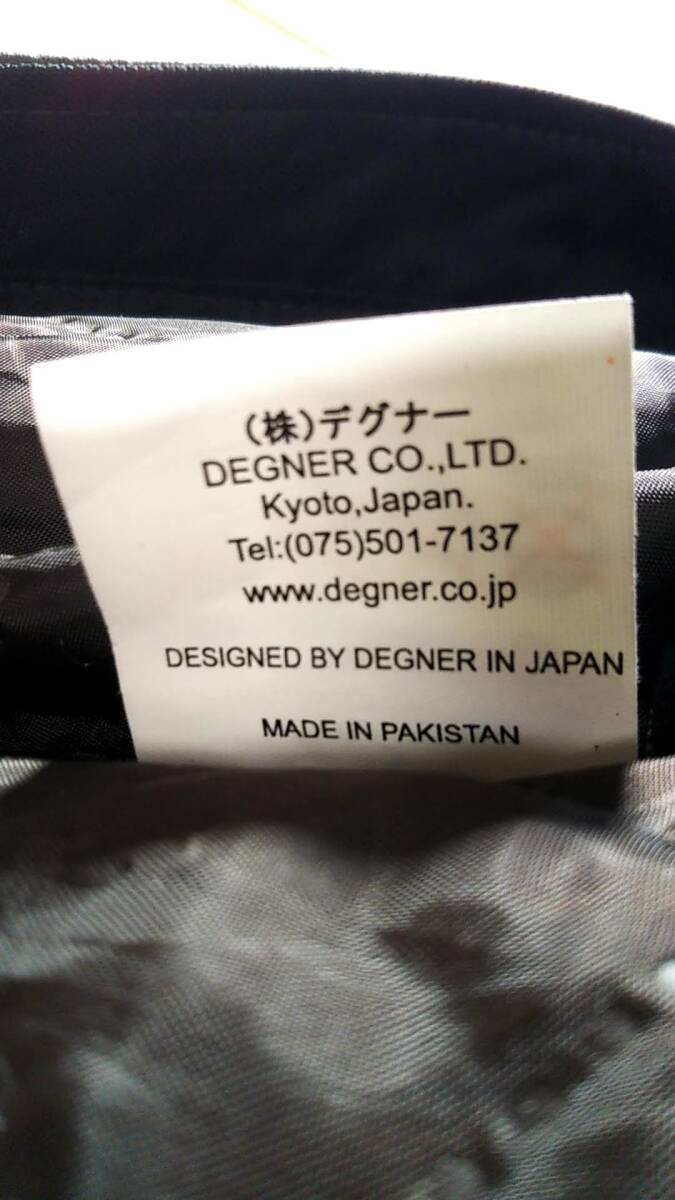 (株)デグナー
DEGNER CO.,LTD.
Kyoto,Japan.
Tel:(075)501-7137
www.degner.co.jp
DESIGNED BY DEGNER IN JAPAN
MADE IN PAKISTAN